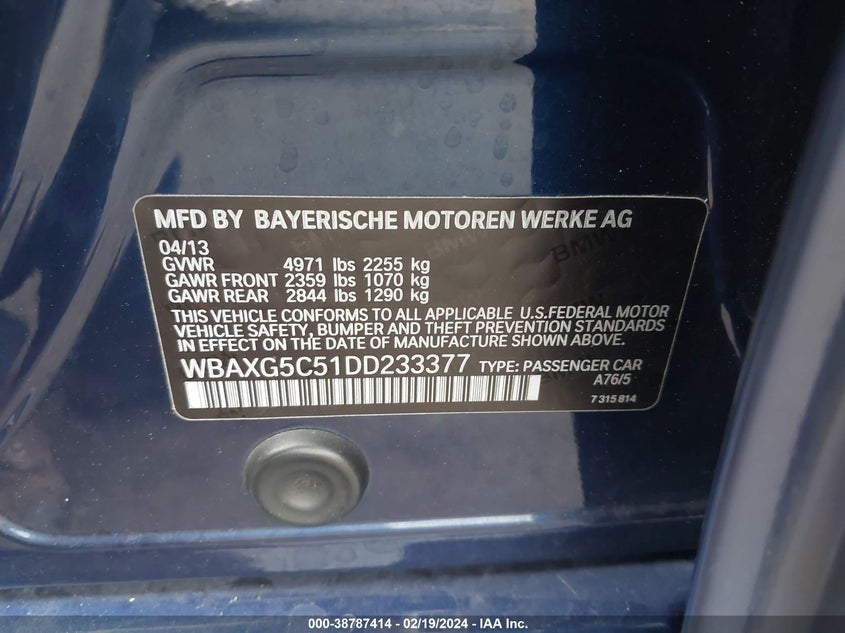 MFD BY BAYERISCHE MOTOREN WERKE AG
04/13
GVWR 4971 lbs 2255 kg
GAWR FRONT 2359 lbs 1070 kg
GAWR REAR 2844 lbs 1290 kg
THIS VEHICLE CONFORMS TO ALL APPLICABLE U.S.FEDERAL MOTOR
VEHICLE SAFETY, BUMPER AND THEFT PREVENTION STANDARDS
IN EFFECT ON THE DATE OF MANUFACTURE SHOWN ABOVE.
WBAXG5C51DD233377 TYPE: PASSENGER CAR
A76/5
7 315 814
000-38787414 - 02/19/2024 - IAA Inc.